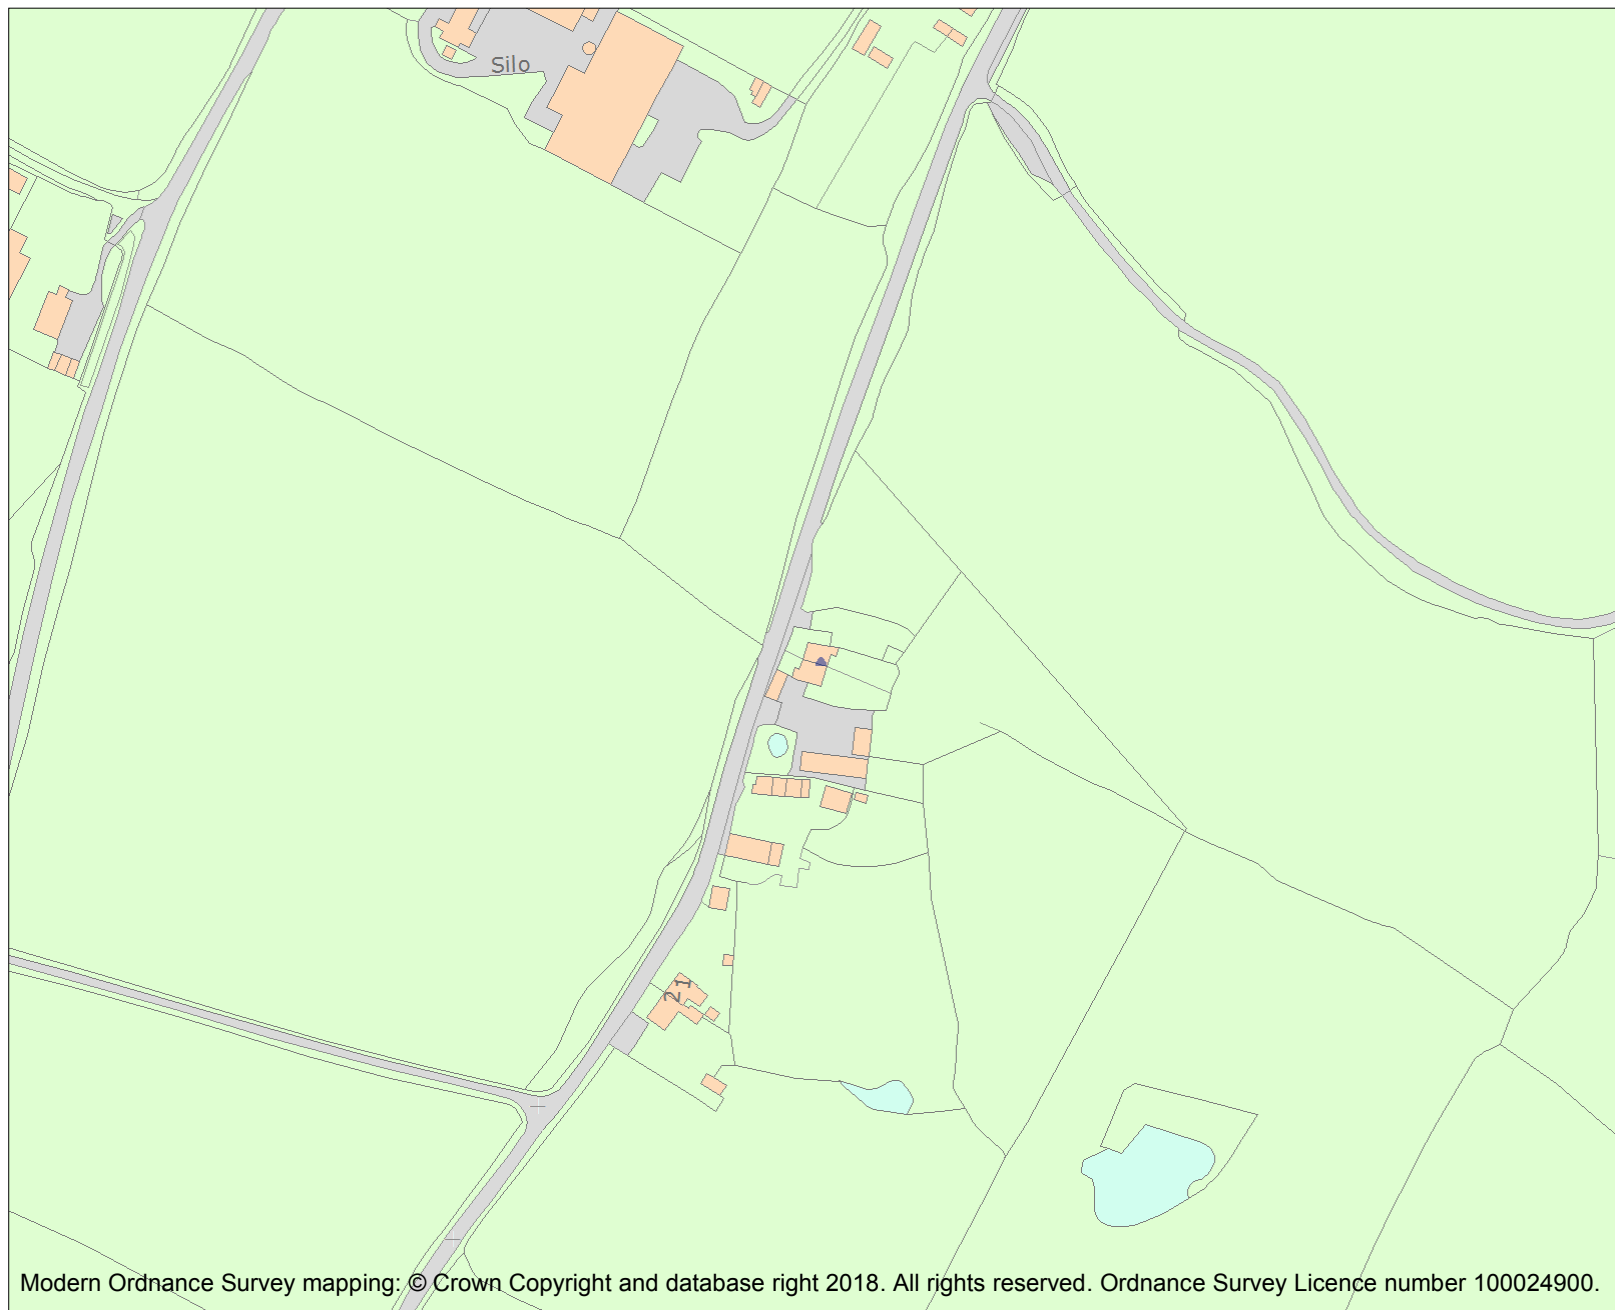 Silo
21
Modern Ordnance Survey mapping: © Crown Copyright and database right 2018. All rights reserved. Ordnance Survey Licence number 100024900.